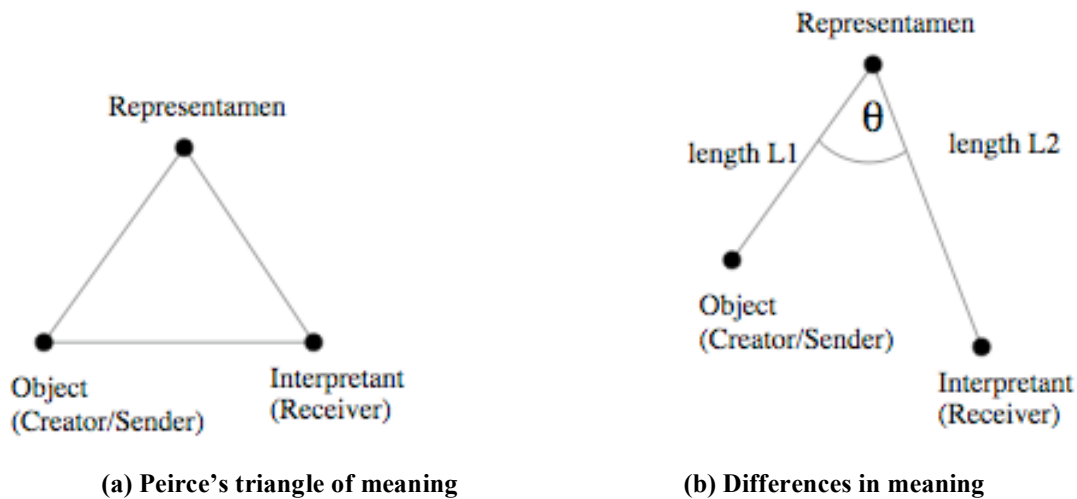 Representamen
Object
(Creator/Sender)
Interpretant
(Receiver)
(a) Peirce’s triangle of meaning
Representamen
θ
length L1
length L2
Object
(Creator/Sender)
Interpretant
(Receiver)
(b) Differences in meaning